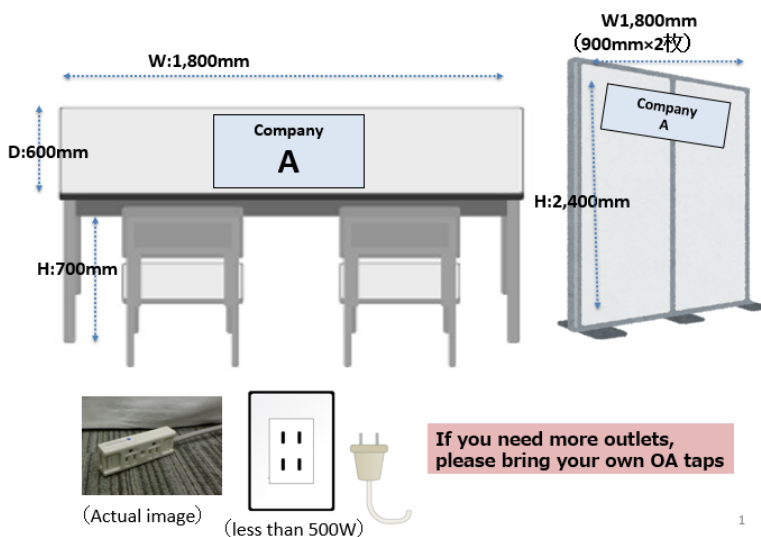 W1,800mm
（900mm×2枚）
W:1,800mm
Company
A
Company
A
D:600mm
H:2,400mm
H:700mm
If you need more outlets,
please bring your own OA taps
（Actual image）
（less than 500W）
1